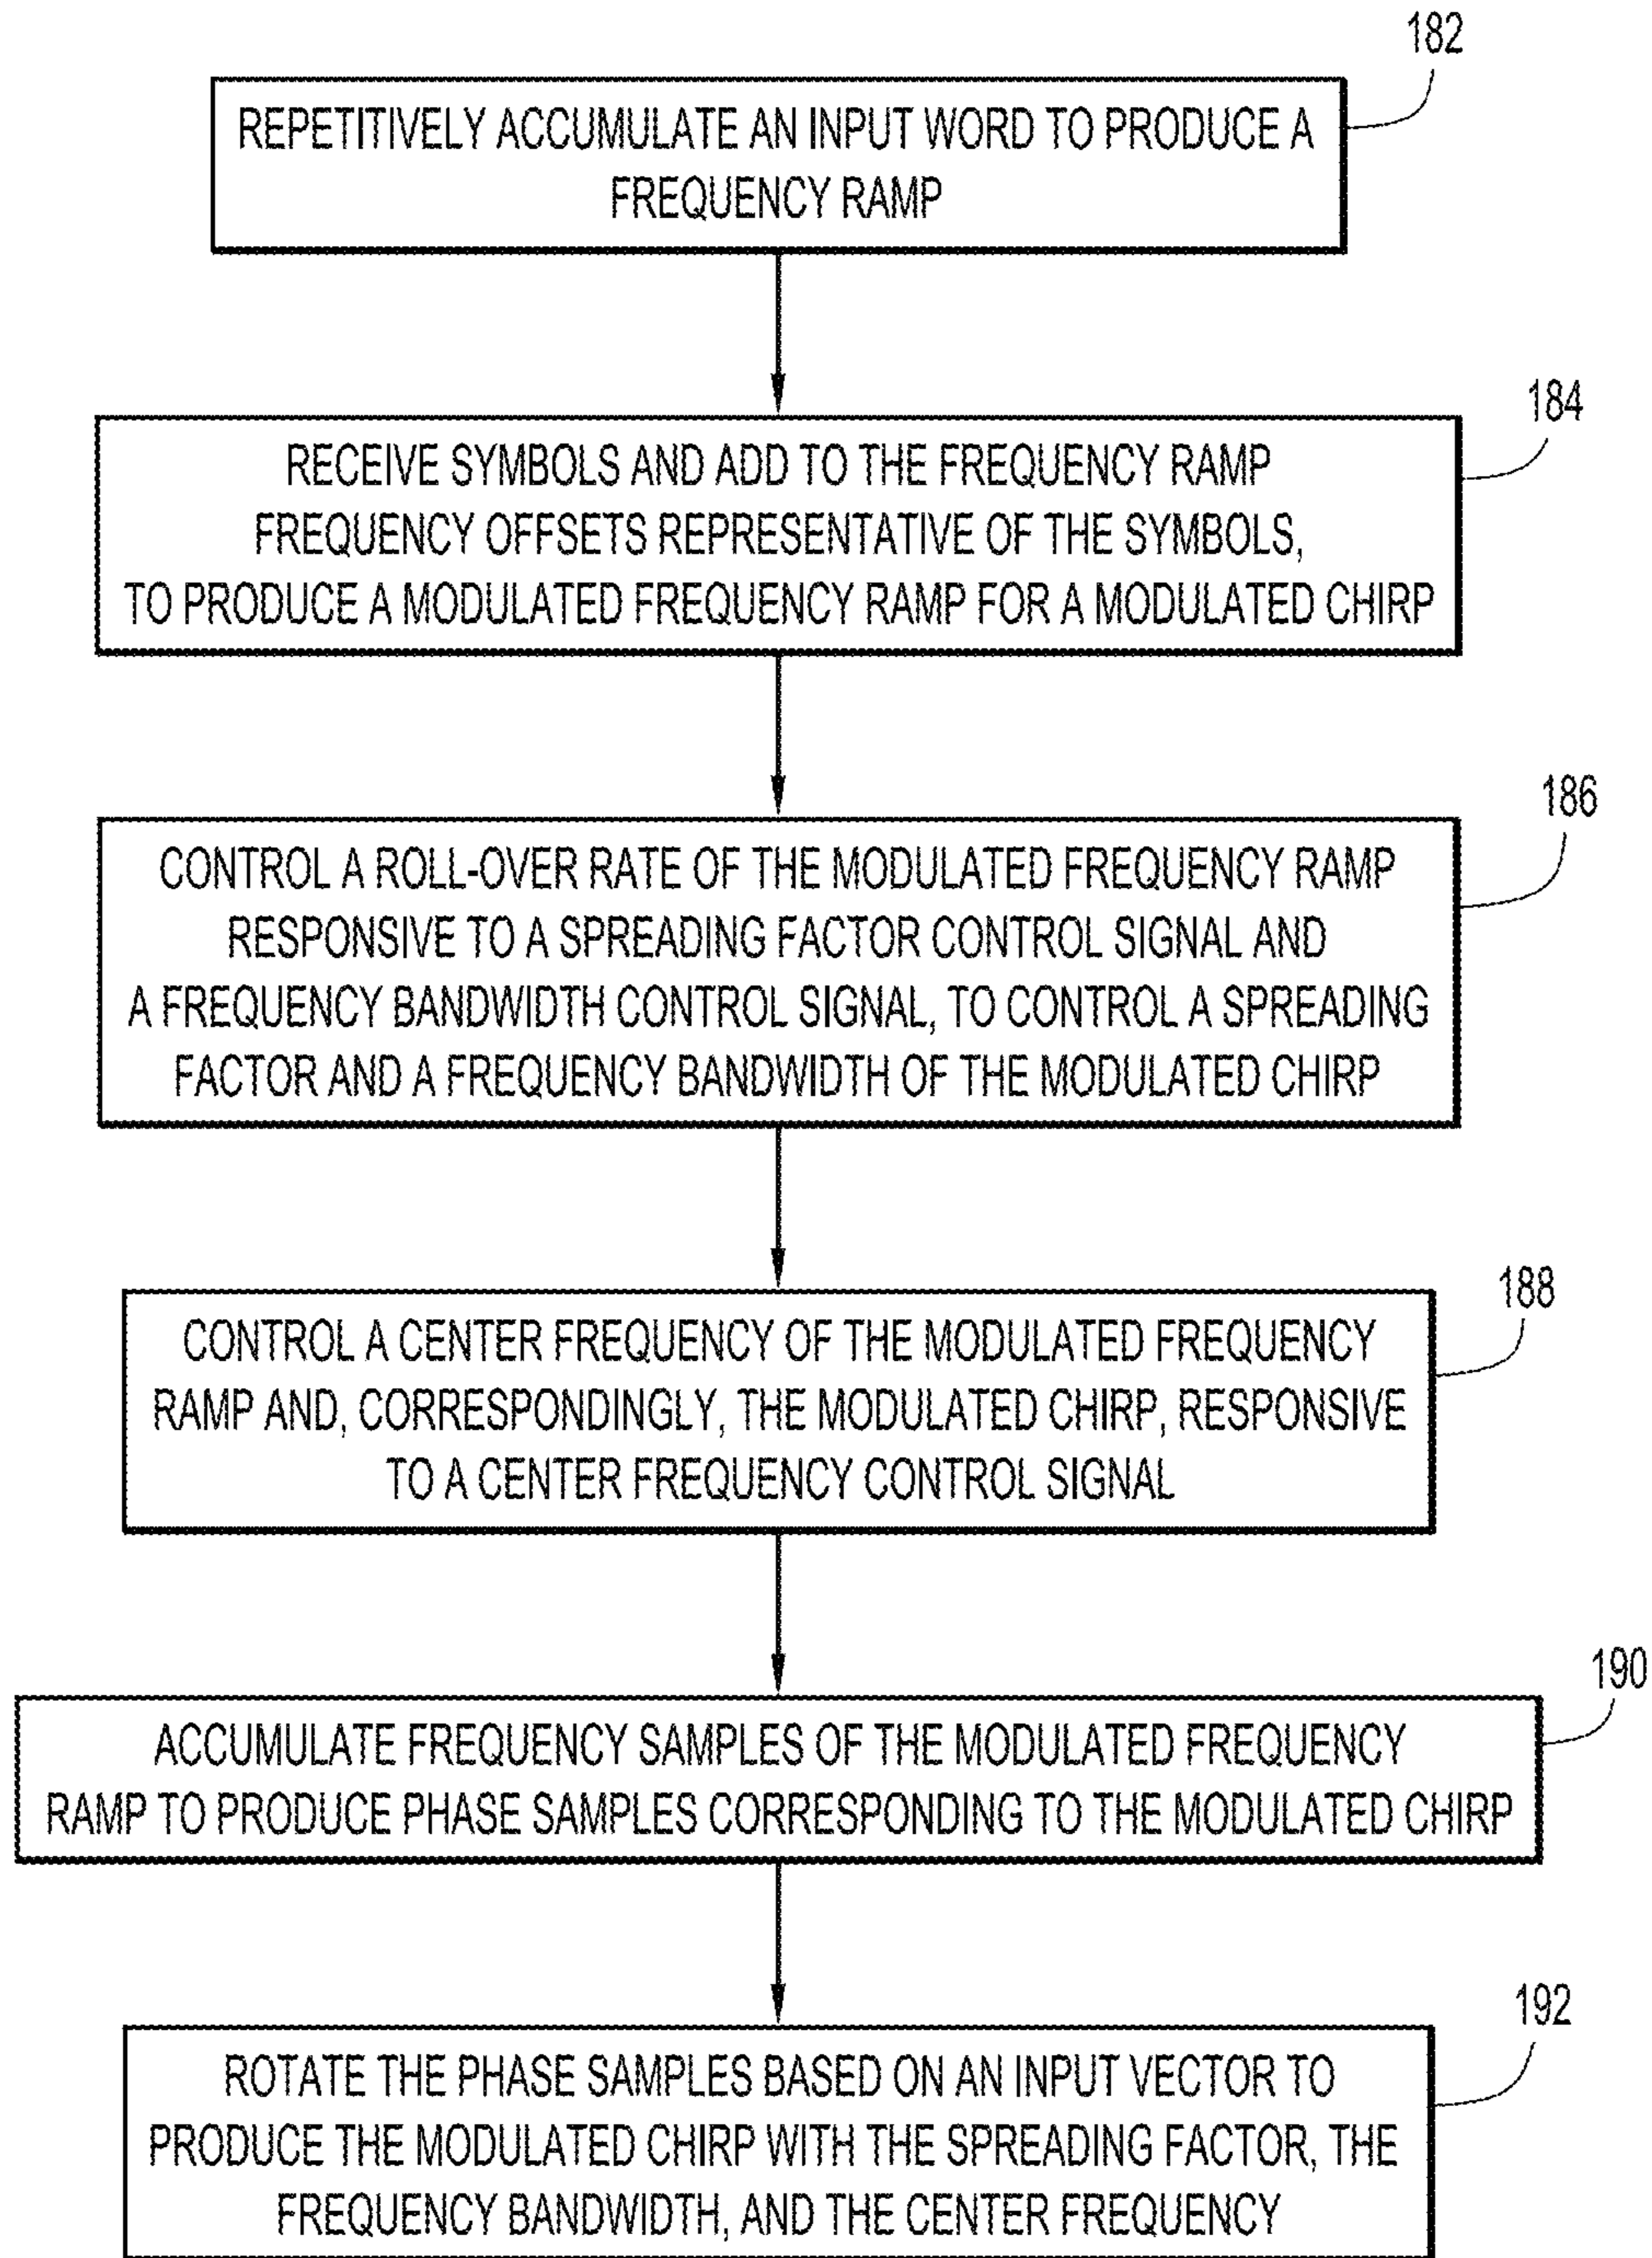 182
REPETITIVELY ACCUMULATE AN INPUT WORD TO PRODUCE A
FREQUENCY RAMP
184
RECEIVE SYMBOLS AND ADD TO THE FREQUENCY RAMP
FREQUENCY OFFSETS REPRESENTATIVE OF THE SYMBOLS,
TO PRODUCE A MODULATED FREQUENCY RAMP FOR A MODULATED CHIRP
186
CONTROL A ROLL-OVER RATE OF THE MODULATED FREQUENCY RAMP
RESPONSIVE TO A SPREADING FACTOR CONTROL SIGNAL AND
A FREQUENCY BANDWIDTH CONTROL SIGNAL, TO CONTROL A SPREADING
FACTOR AND A FREQUENCY BANDWIDTH OF THE MODULATED CHIRP
188
CONTROL A CENTER FREQUENCY OF THE MODULATED FREQUENCY
RAMP AND, CORRESPONDINGLY, THE MODULATED CHIRP, RESPONSIVE
TO A CENTER FREQUENCY CONTROL SIGNAL
190
ACCUMULATE FREQUENCY SAMPLES OF THE MODULATED FREQUENCY
RAMP TO PRODUCE PHASE SAMPLES CORRESPONDING TO THE MODULATED CHIRP
192
ROTATE THE PHASE SAMPLES BASED ON AN INPUT VECTOR TO
PRODUCE THE MODULATED CHIRP WITH THE SPREADING FACTOR, THE
FREQUENCY BANDWIDTH, AND THE CENTER FREQUENCY